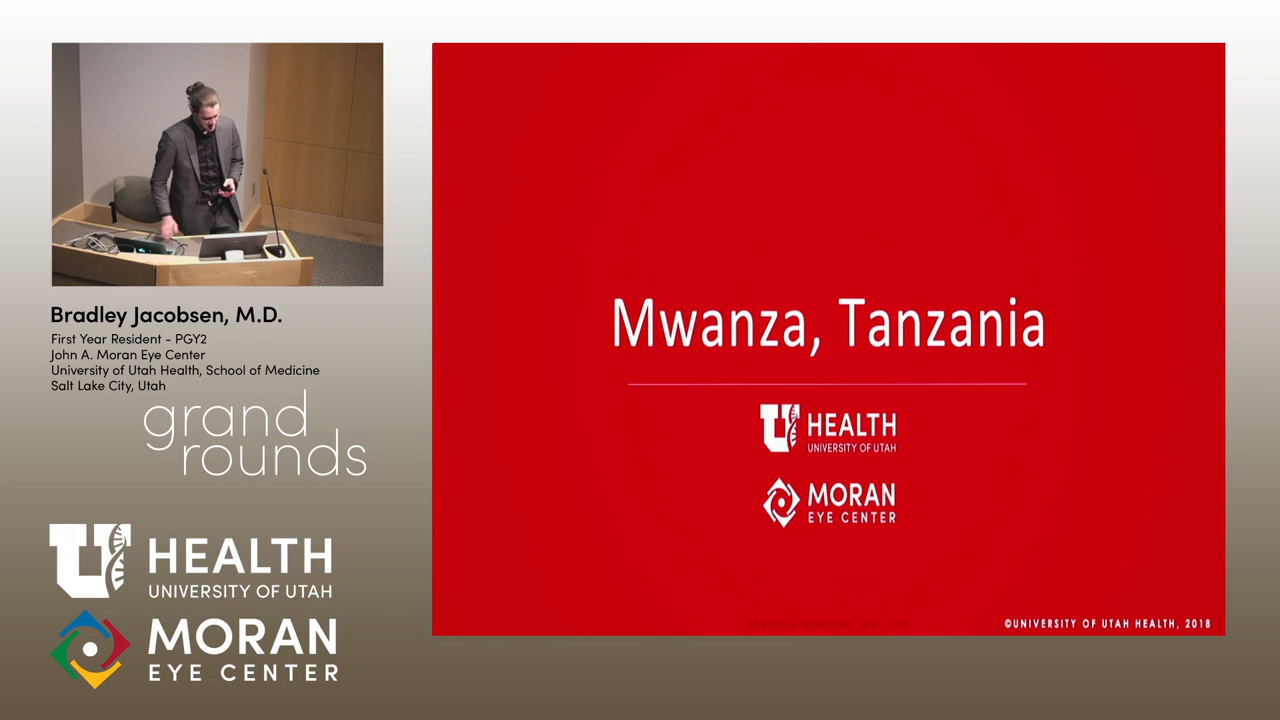 Bradley Jacobsen, M.D.
First Year Resident - PGY2
John A. Moran Eye Center
University of Utah Health, School of Medicine
Salt Lake City, Utah
grand
rounds
U HEALTH
UNIVERSITY OF UTAH
MORAN
EYE CENTER
Mwanza, Tanzania
U HEALTH
UNIVERSITY OF UTAH
MORAN
EYE CENTER
©UNIVERSITY OF UTAH HEALTH, 2018